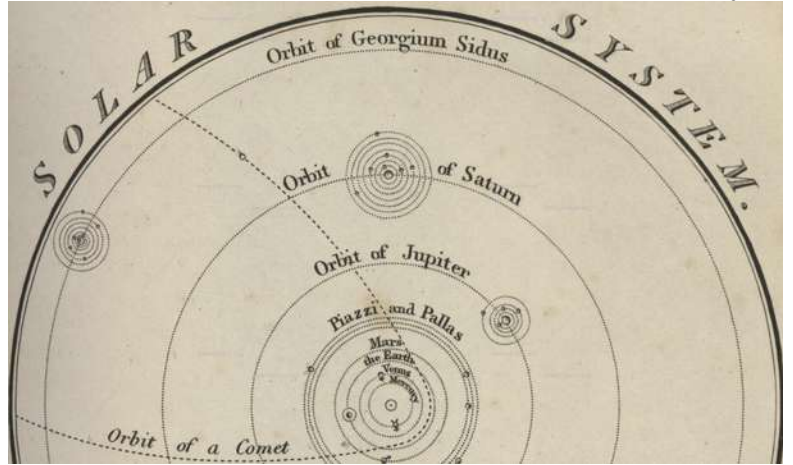 SOLAR SYSTEM.
Orbit of Georgium Sidus
Orbit of Saturn
Orbit of Jupiter
Piazzi and Pallas
Mars
the Earth
Venus
Mercury
Orbit of a Comet